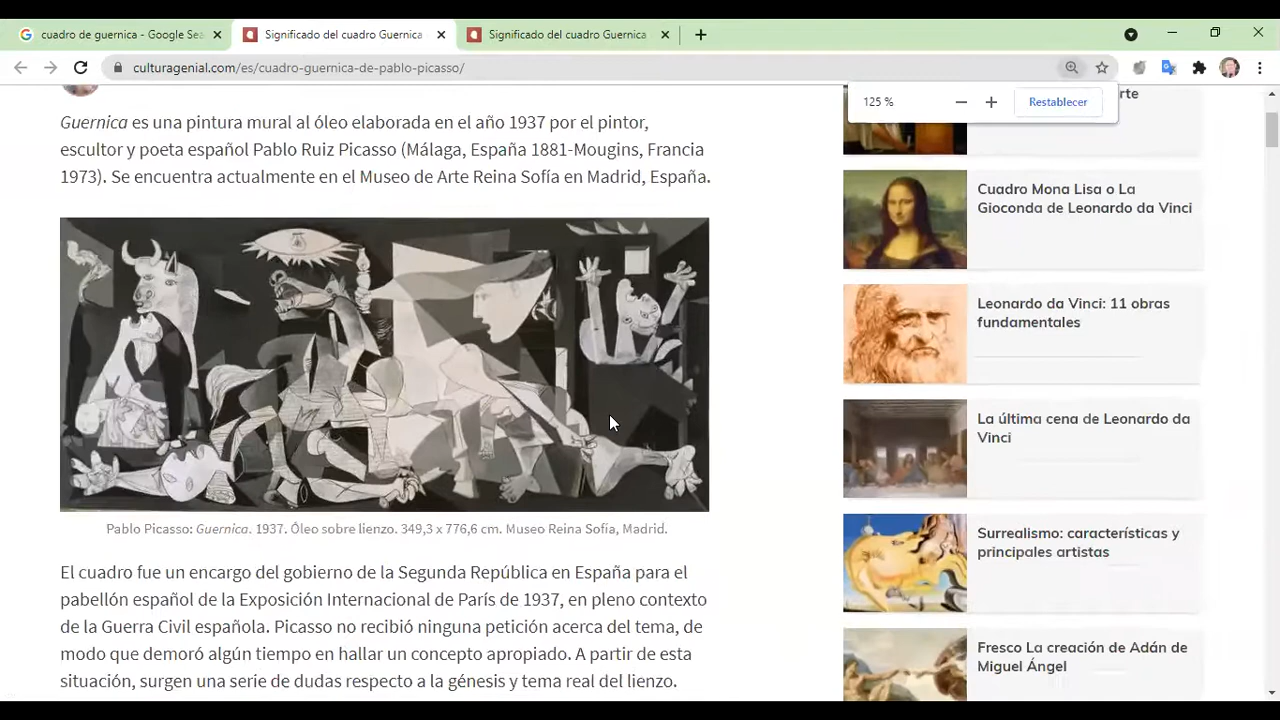 cuadro de guernica - Google Sea
Significado del cuadro Guernica
Significado del cuadro Guernica
culturagenial.com/es/cuadro-guernica-de-pablo-picasso/
125 %
Restablecer
Guernica es una pintura mural al óleo elaborada en el año 1937 por el pintor,
escultor y poeta español Pablo Ruiz Picasso (Málaga, España 1881-Mougins, Francia
1973). Se encuentra actualmente en el Museo de Arte Reina Sofía en Madrid, España.
Pablo Picasso: Guernica. 1937. Óleo sobre lienzo. 349,3 x 776,6 cm. Museo Reina Sofía, Madrid.
El cuadro fue un encargo del gobierno de la Segunda República en España para el
pabellón español de la Exposición Internacional de París de 1937, en pleno contexto
de la Guerra Civil española. Picasso no recibió ninguna petición acerca del tema, de
modo que demoró algún tiempo en hallar un concepto apropiado. A partir de esta
situación, surgen una serie de dudas respecto a la génesis y tema real del lienzo.
rte
Cuadro Mona Lisa o La
Gioconda de Leonardo da Vinci
Leonardo da Vinci: 11 obras
fundamentales
La última cena de Leonardo da
Vinci
Surrealismo: características y
principales artistas
Fresco La creación de Adán de
Miguel Ángel